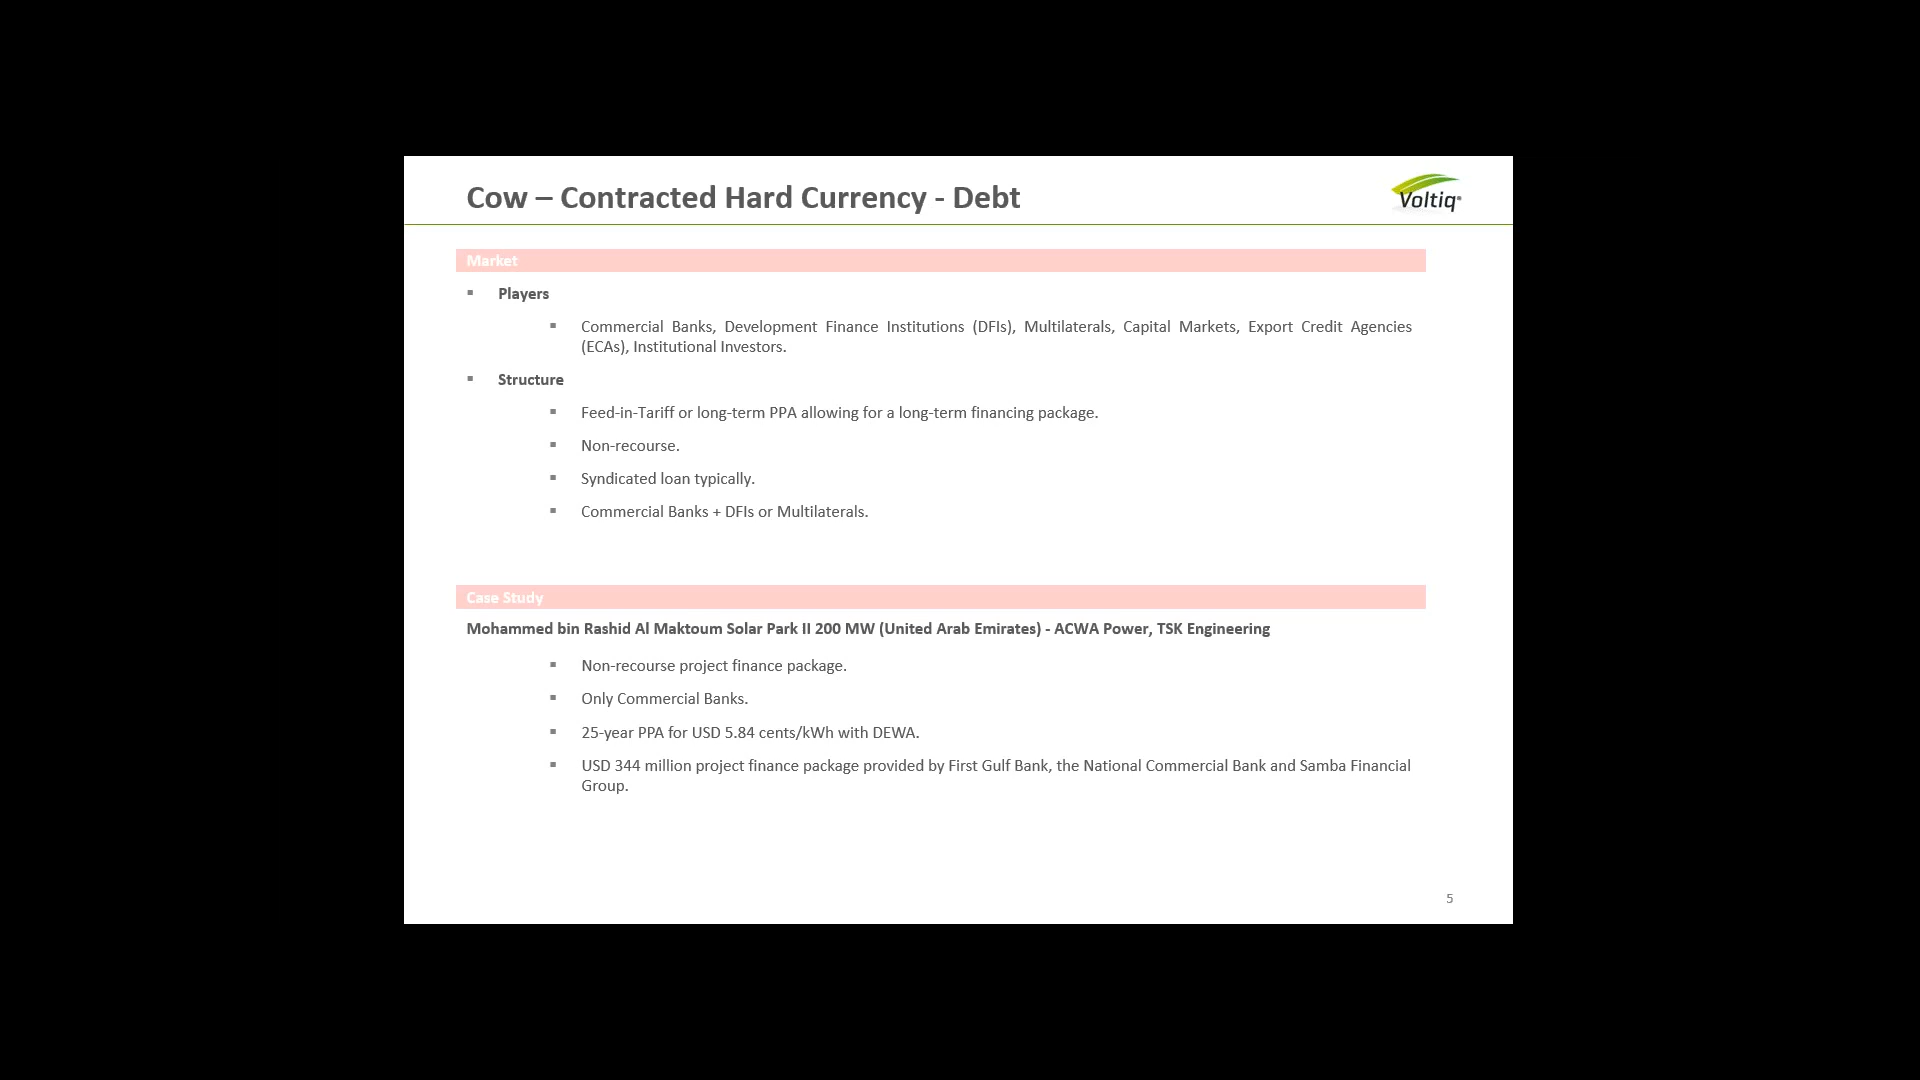 Cow – Contracted Hard Currency - Debt
Voltiq®
Market
▪ Players
▪ Commercial Banks, Development Finance Institutions (DFIs), Multilaterals, Capital Markets, Export Credit Agencies
(ECAs), Institutional Investors.
▪ Structure
▪ Feed-in-Tariff or long-term PPA allowing for a long-term financing package.
▪ Non-recourse.
▪ Syndicated loan typically.
▪ Commercial Banks + DFIs or Multilaterals.
Case Study
Mohammed bin Rashid Al Maktoum Solar Park II 200 MW (United Arab Emirates) - ACWA Power, TSK Engineering
▪ Non-recourse project finance package.
▪ Only Commercial Banks.
▪ 25-year PPA for USD 5.84 cents/kWh with DEWA.
▪ USD 344 million project finance package provided by First Gulf Bank, the National Commercial Bank and Samba Financial
Group.
5